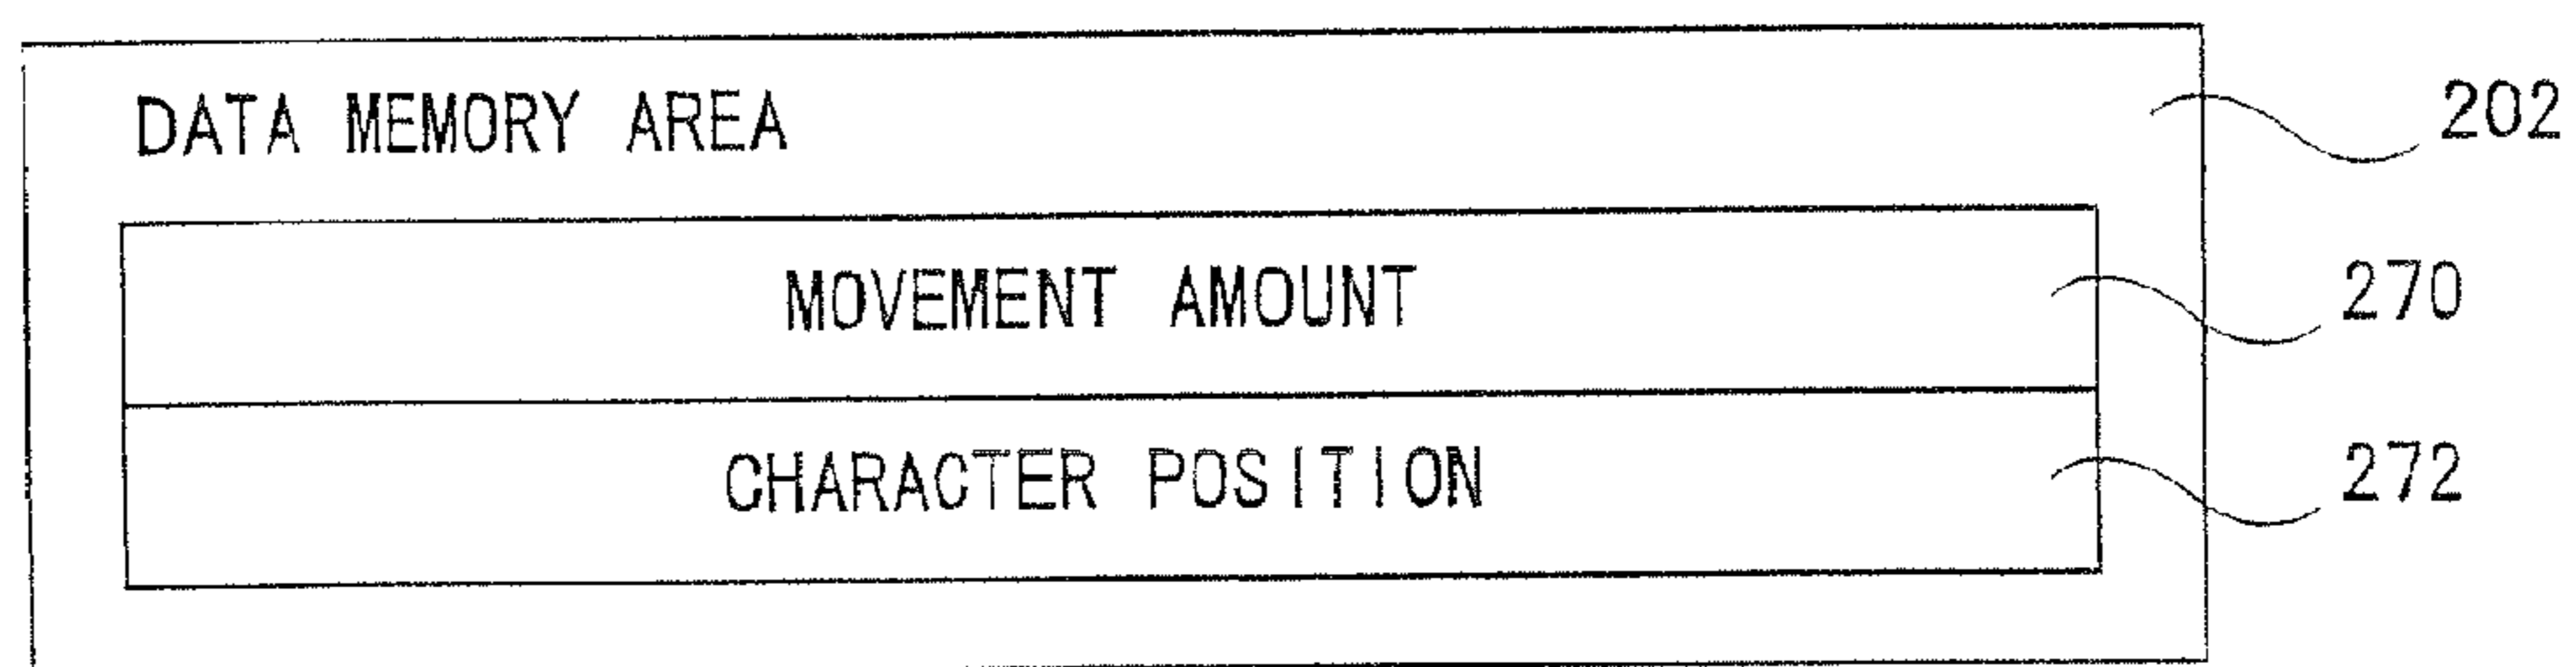 DATA MEMORY AREA 202
MOVEMENT AMOUNT 270
CHARACTER POSITION 272